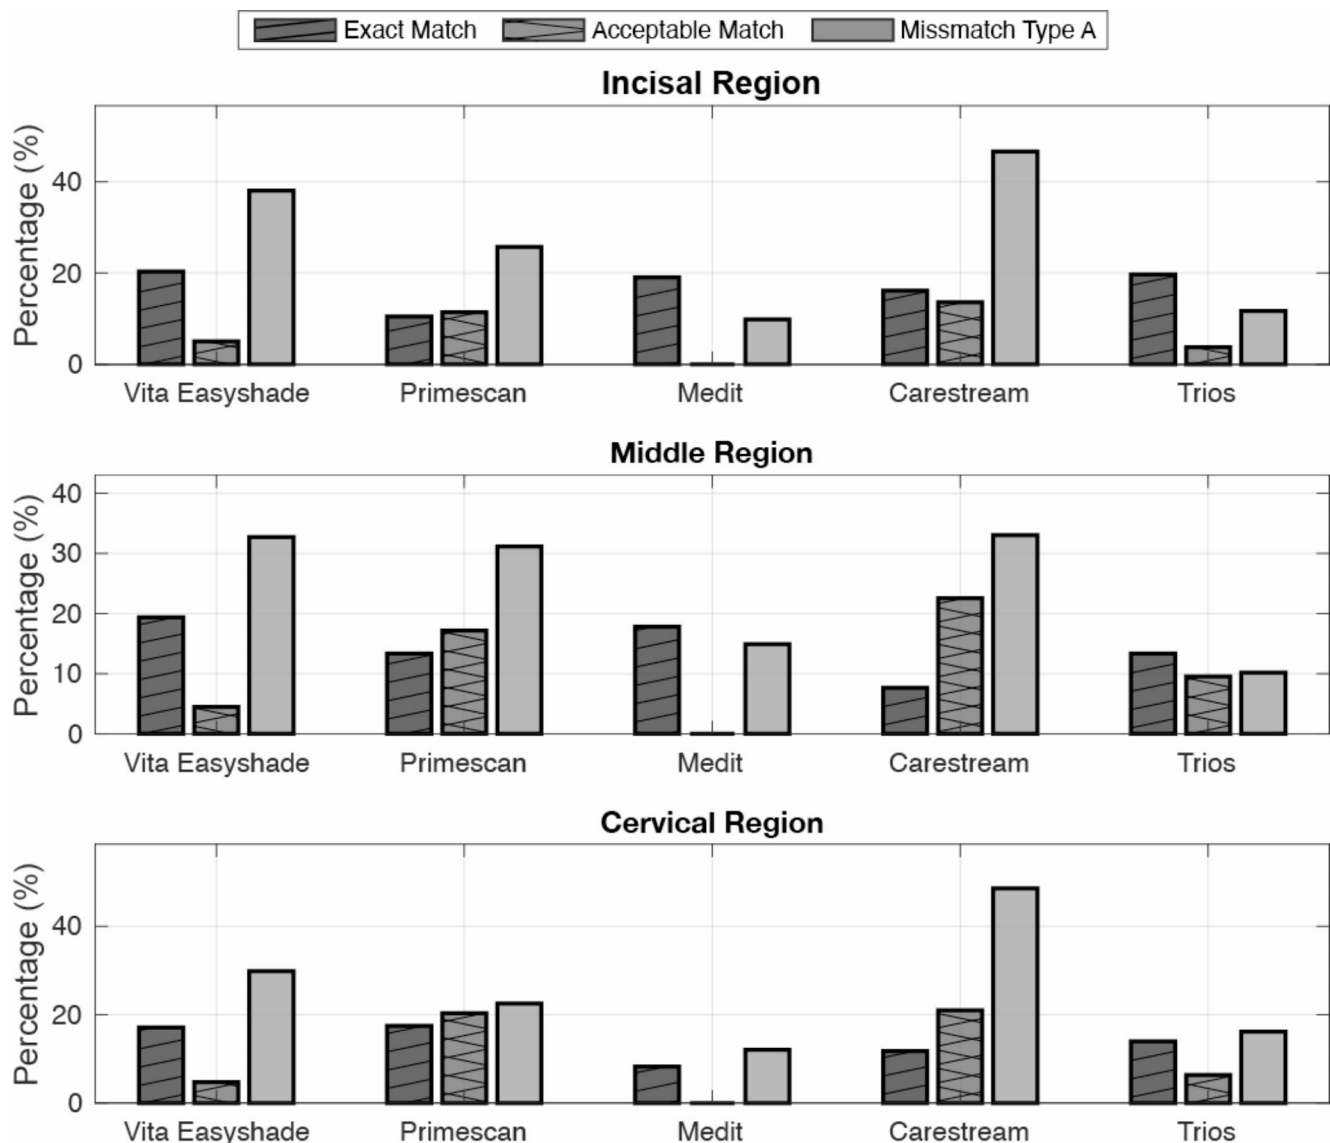 Exact Match Acceptable Match Missmatch Type A
Incisal Region
Percentage (%)
40
20
0
Vita Easyshade Primescan Medit Carestream Trios
Middle Region
Percentage (%)
40
30
20
10
0
Vita Easyshade Primescan Medit Carestream Trios
Cervical Region
Percentage (%)
40
20
0
Vita Easyshade Primescan Medit Carestream Trios